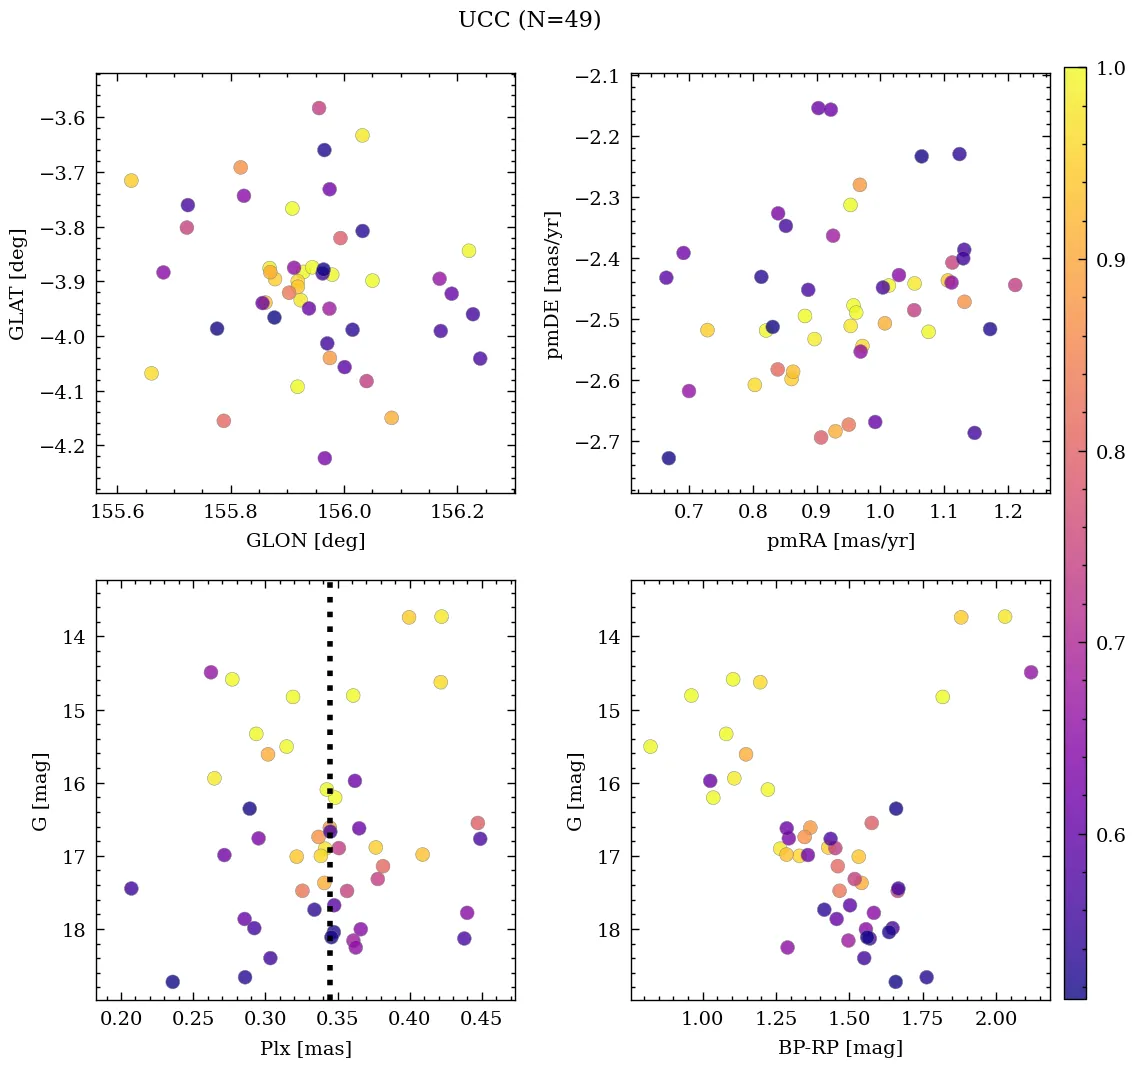 UCC (N=49)
−3.6
−3.7
−3.8
−3.9
−4.0
−4.1
−4.2
GLAT [deg]
155.6 155.8 156.0 156.2
GLON [deg]
−2.1
−2.2
−2.3
−2.4
−2.5
−2.6
−2.7
pmDE [mas/yr]
0.7 0.8 0.9 1.0 1.1 1.2
pmRA [mas/yr]
14
15
16
17
18
G [mag]
0.20 0.25 0.30 0.35 0.40 0.45
Plx [mas]
14
15
16
17
18
G [mag]
1.00 1.25 1.50 1.75 2.00
BP-RP [mag]
1.0
0.9
0.8
0.7
0.6